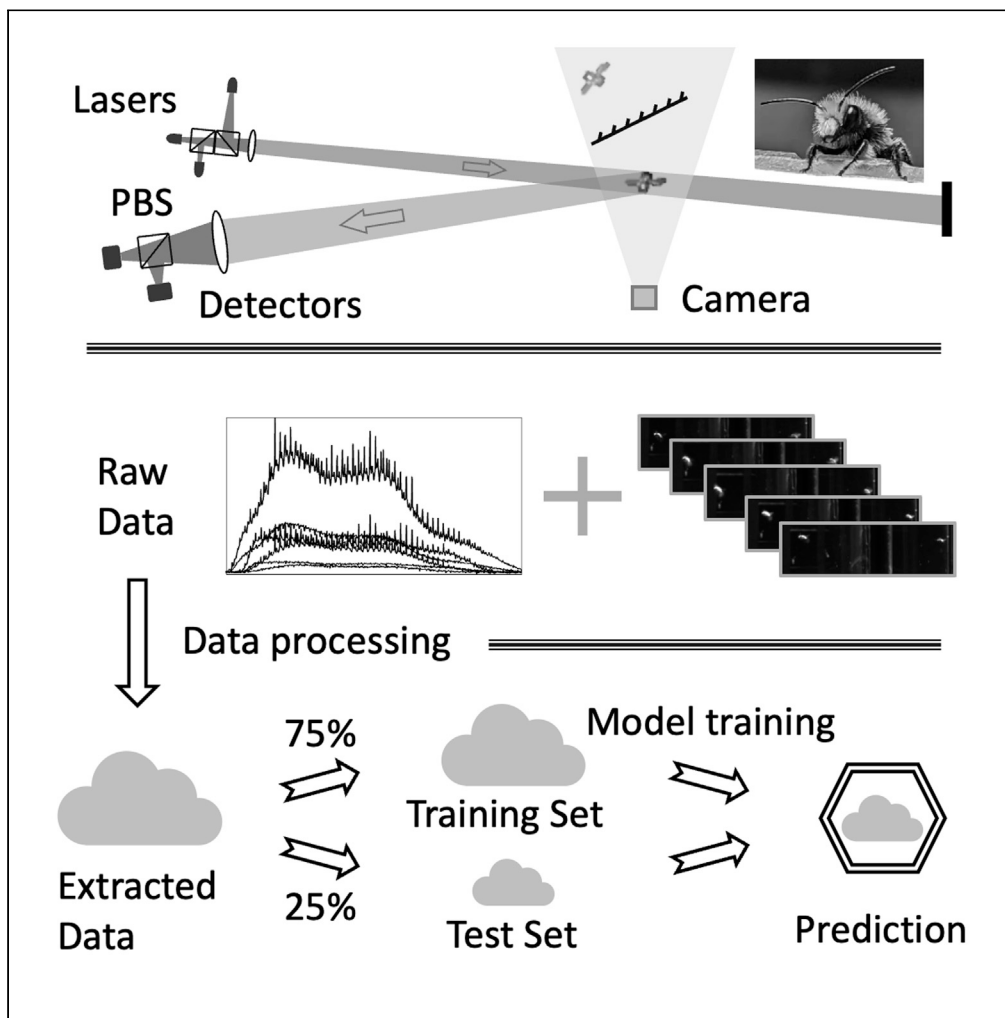 Lasers
PBS
Detectors
Camera
Raw
Data
Data processing
75%
Model training
Training Set
Extracted
Data
25%
Test Set
Prediction